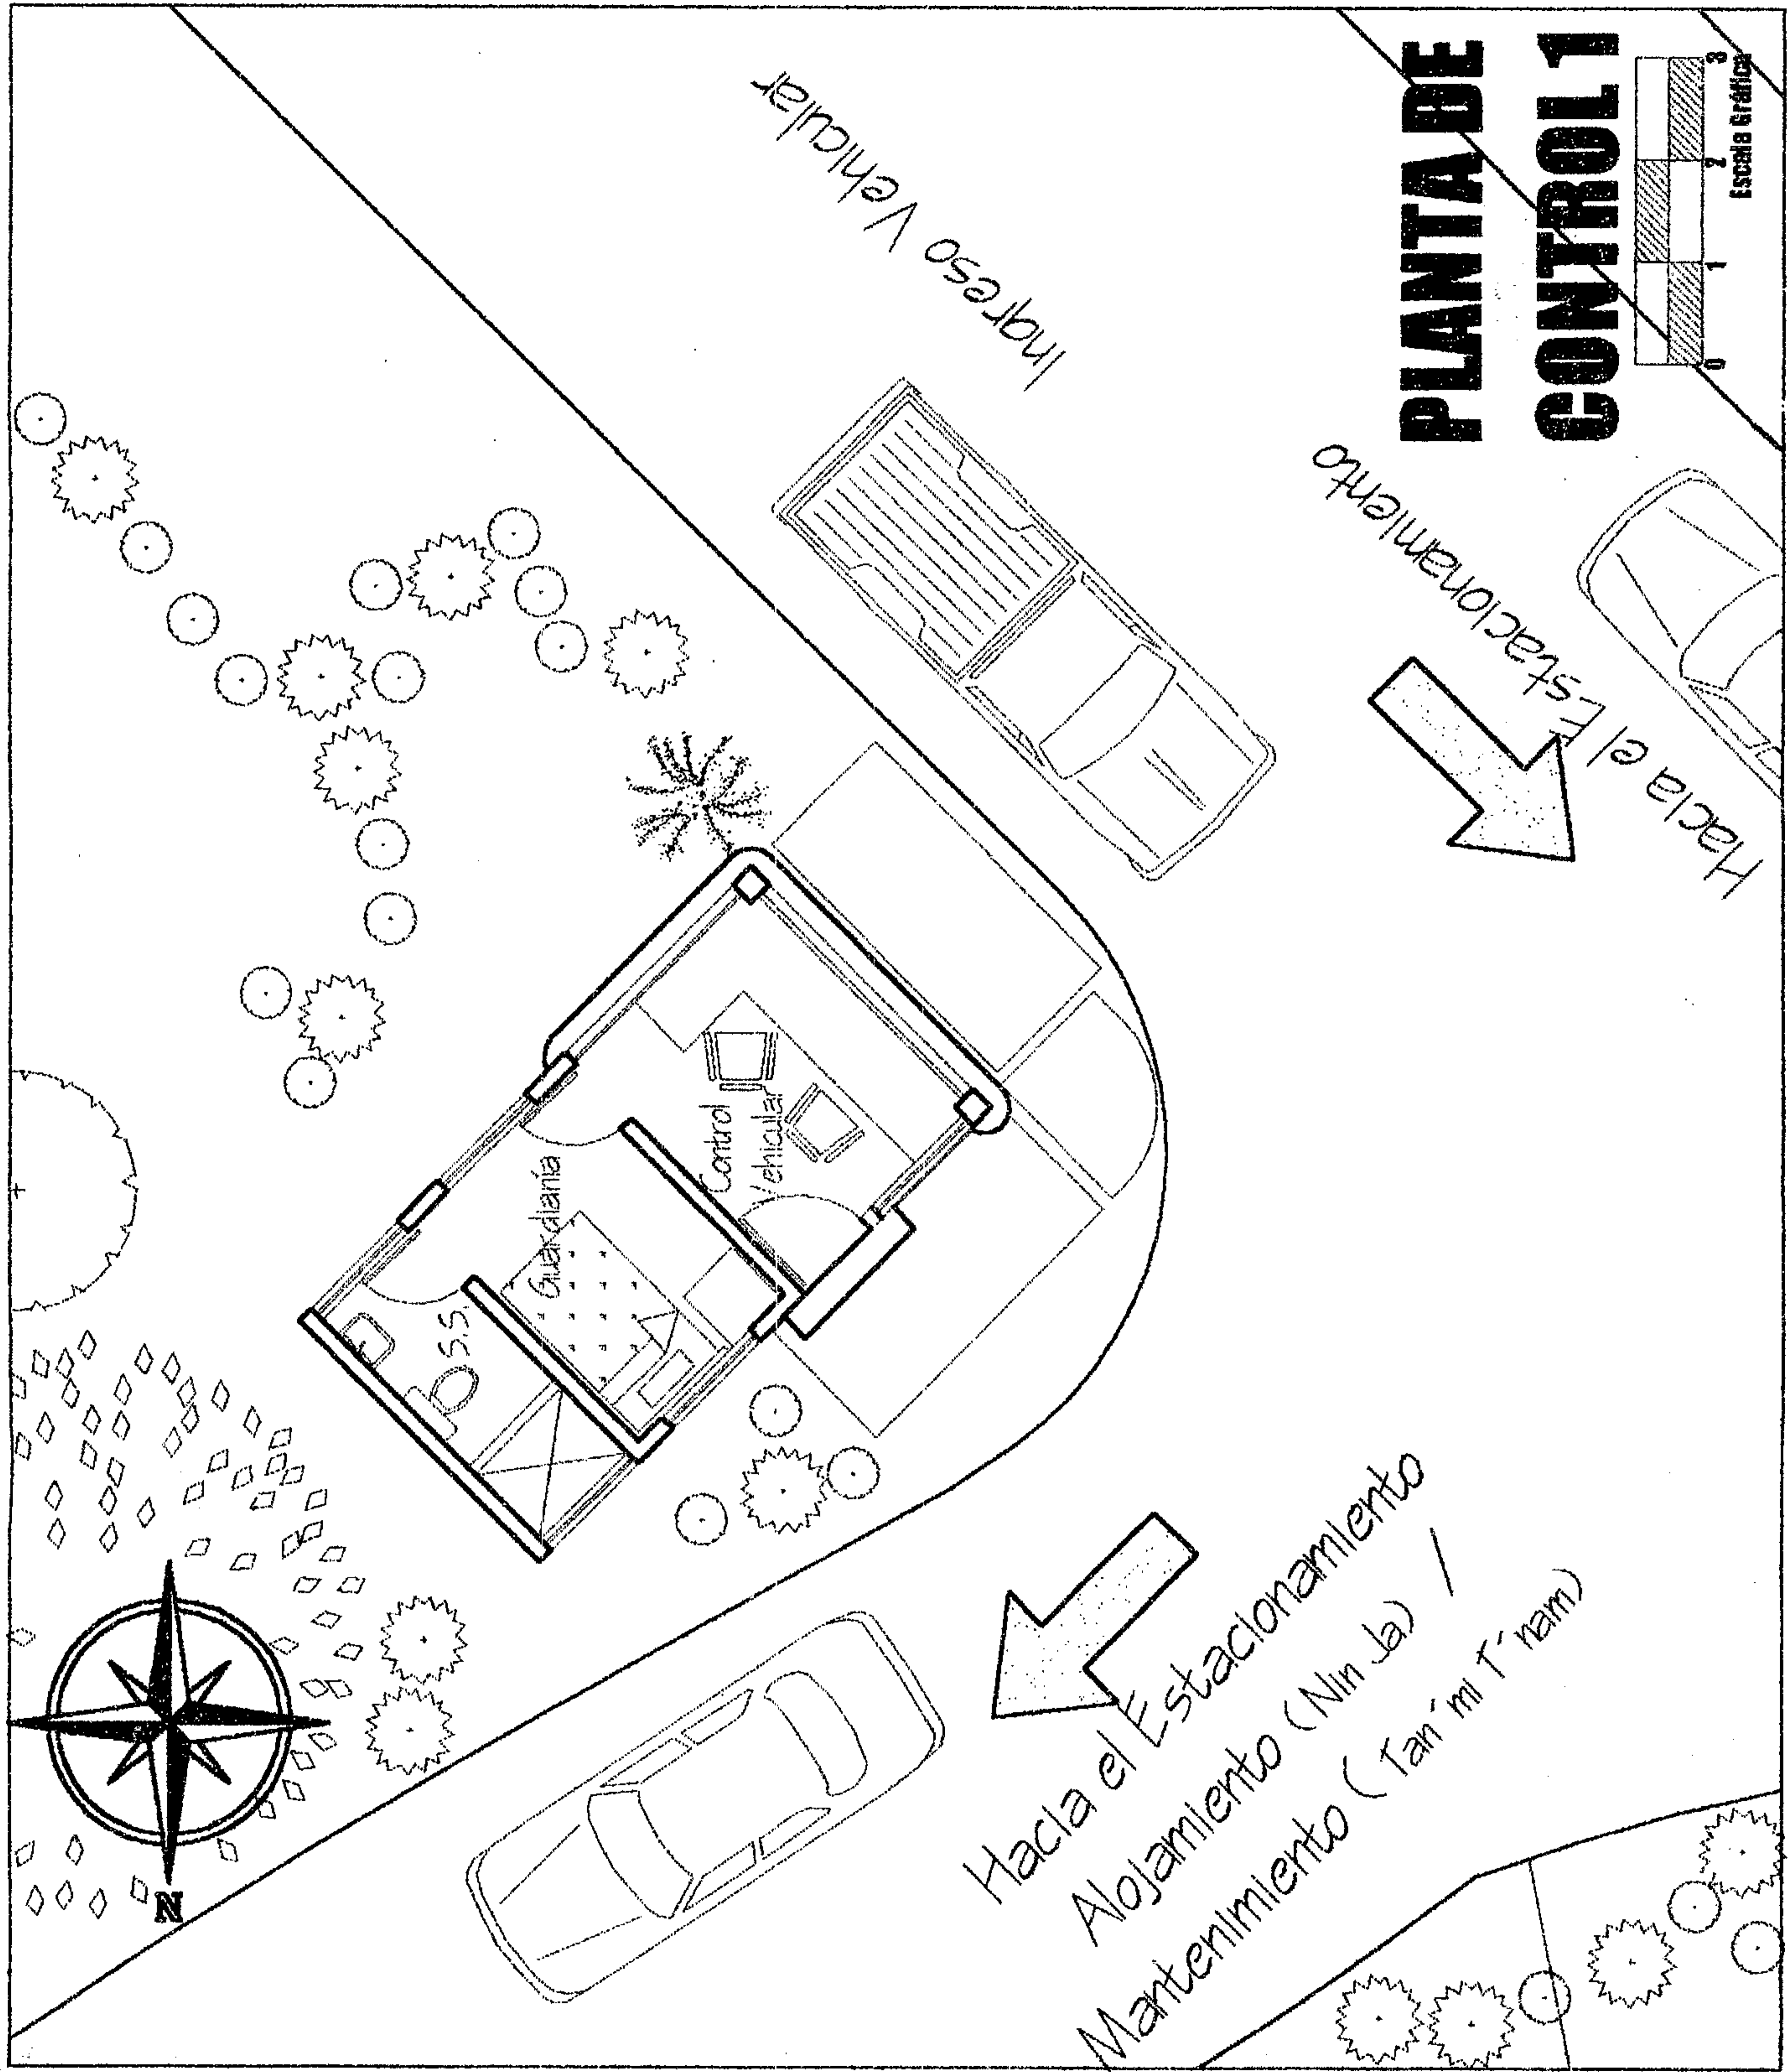 PLANTA DE
CONTROL 1
0 1 2 3
Escala Gráfica
Ingreso Vehicular
Hacia el Estacionamiento
Control
Vehicular
Guardianía
S.S.
Hacia el Estacionamiento
Alojamiento (Nin Ja) /
Mantenimiento ( Tan´mi T´nam)
N